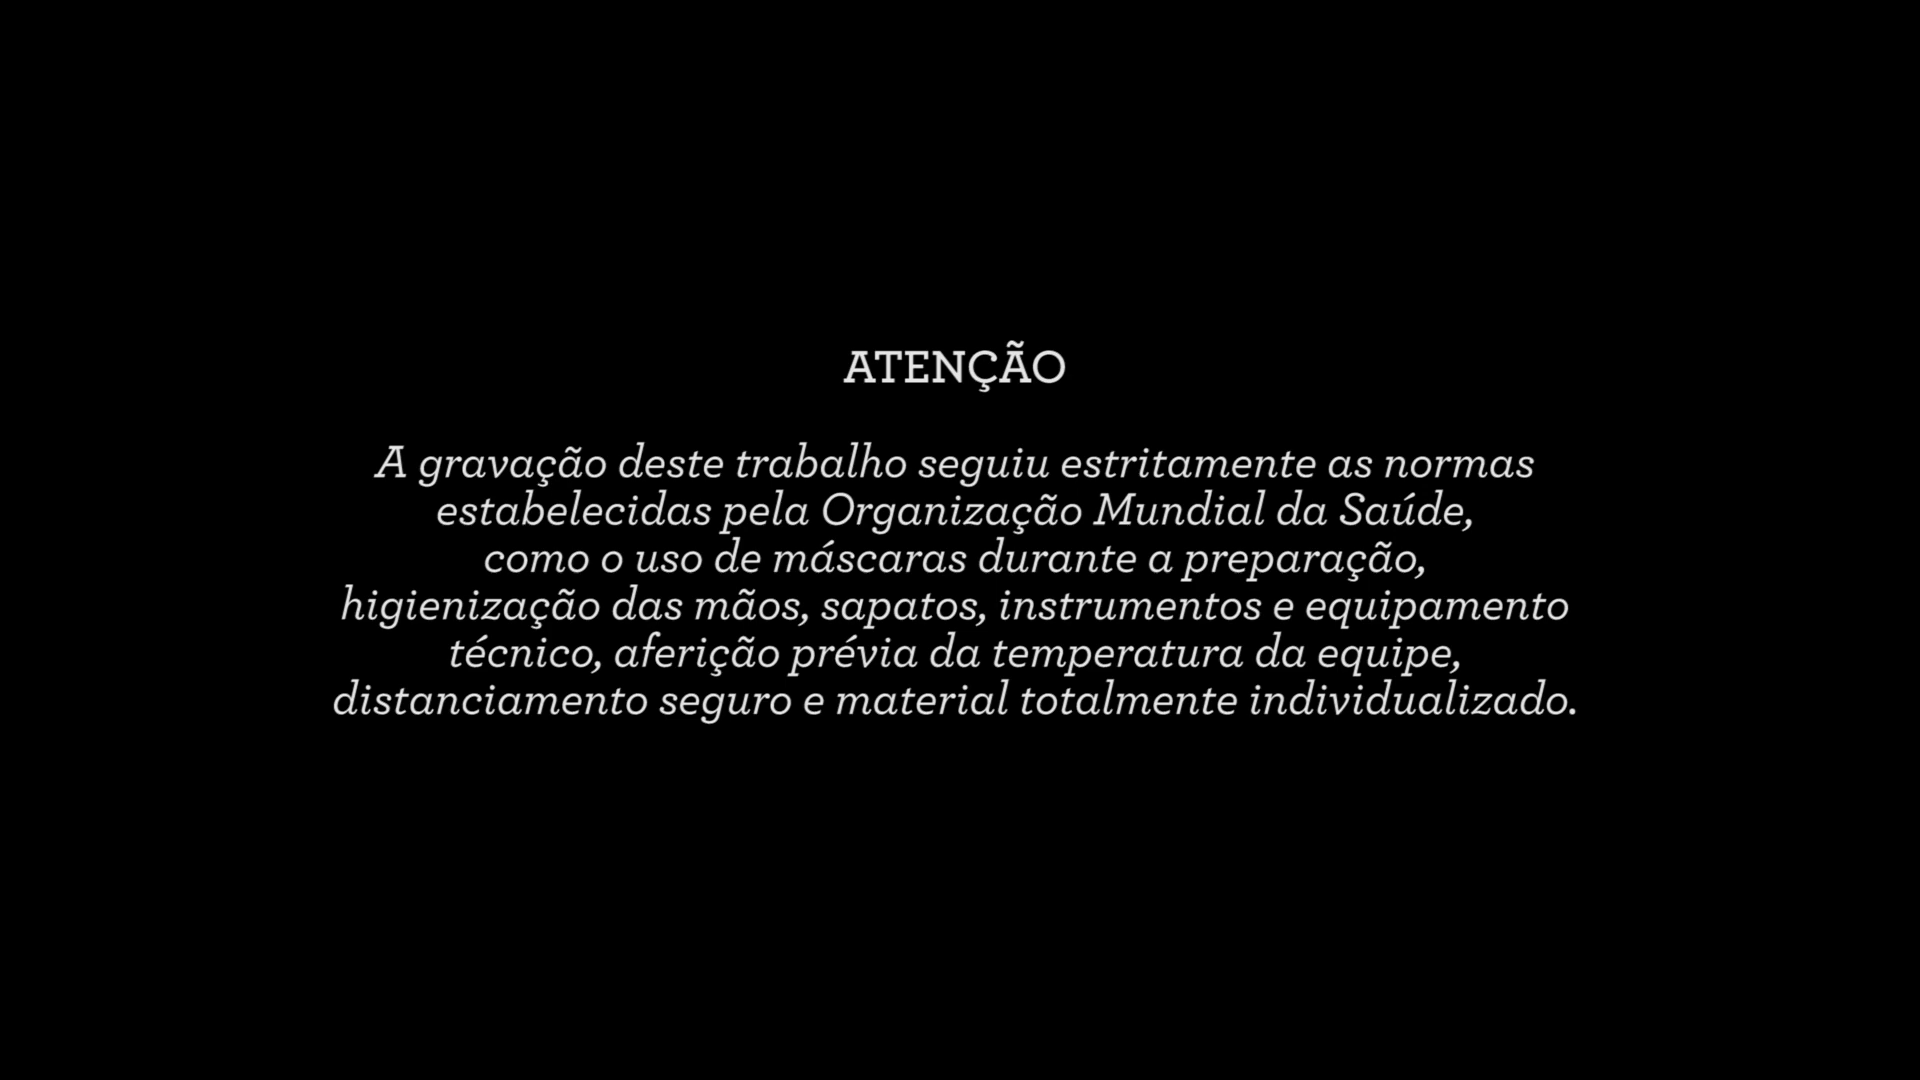 ATENÇÃO
A gravação deste trabalho seguiu estritamente as normas
estabelecidas pela Organização Mundial da Saúde,
como o uso de máscaras durante a preparação,
higienização das mãos, sapatos, instrumentos e equipamento
técnico, aferição prévia da temperatura da equipe,
distanciamento seguro e material totalmente individualizado.